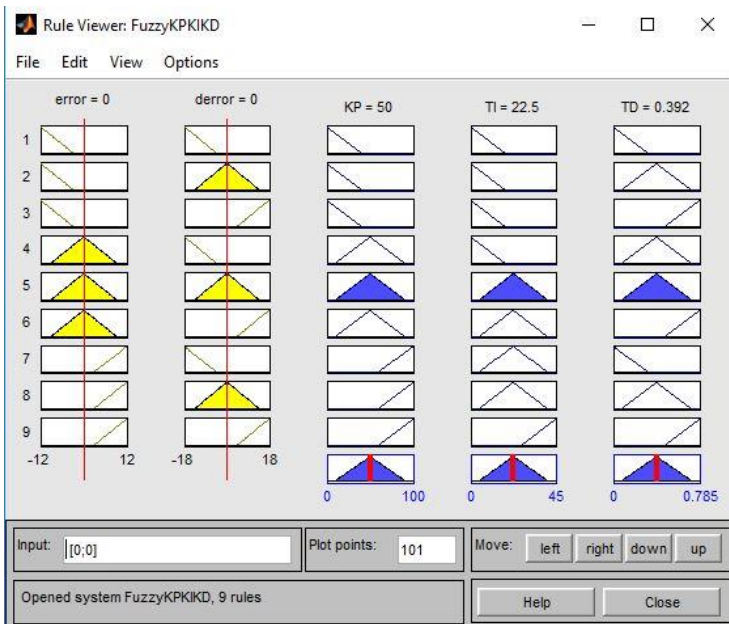 Rule Viewer: FuzzyKPKIKD
File Edit View Options
error = 0 derror = 0 KP = 50 TI = 22.5 TD = 0.392
1
2
3
4
5
6
7
8
9
-12 12 -18 18
0 100 0 45 0 0.785
Input: [0;0] Plot points: 101 Move: left right down up
Opened system FuzzyKPKIKD, 9 rules Help Close